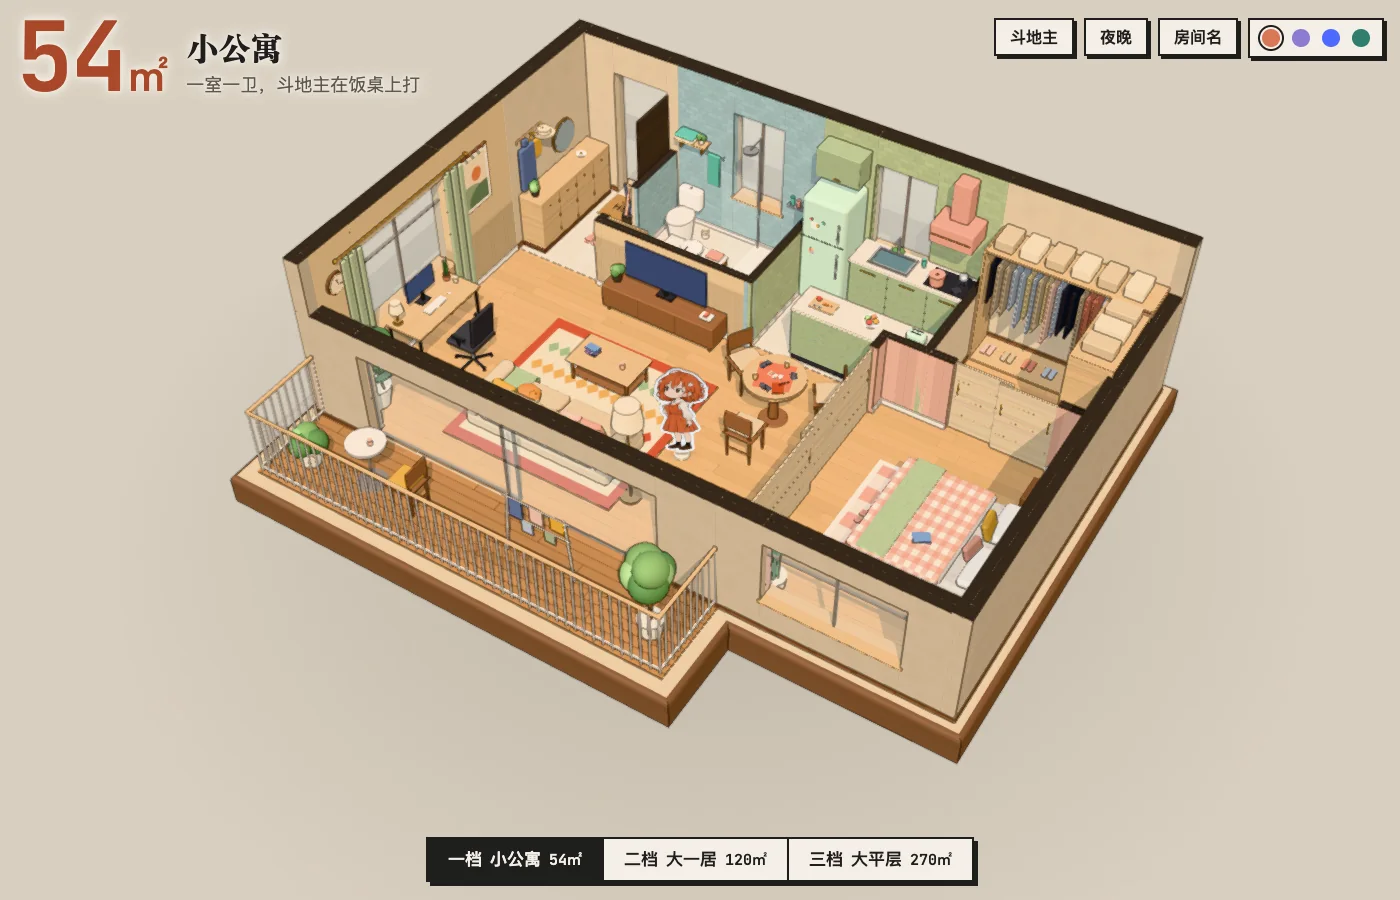 54㎡
小公寓
一室一卫，斗地主在饭桌上打
斗地主
夜晚
房间名
一档 小公寓 54㎡
二档 大一居 120㎡
三档 大平层 270㎡